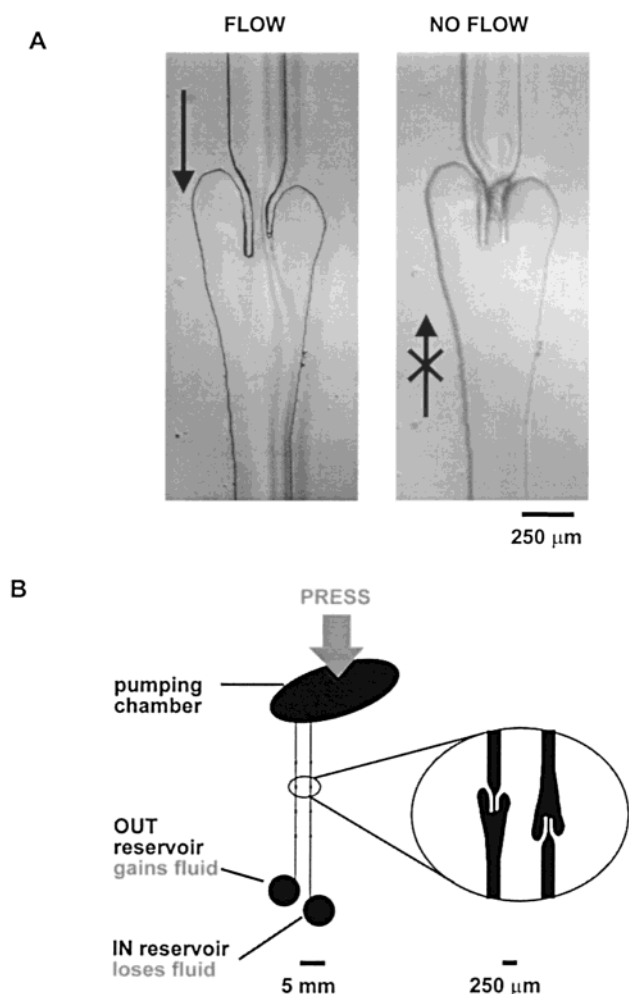 A
FLOW
NO FLOW
250 μm
B
PRESS
pumping
chamber
OUT
reservoir
gains fluid
IN reservoir
loses fluid
5 mm
250 μm